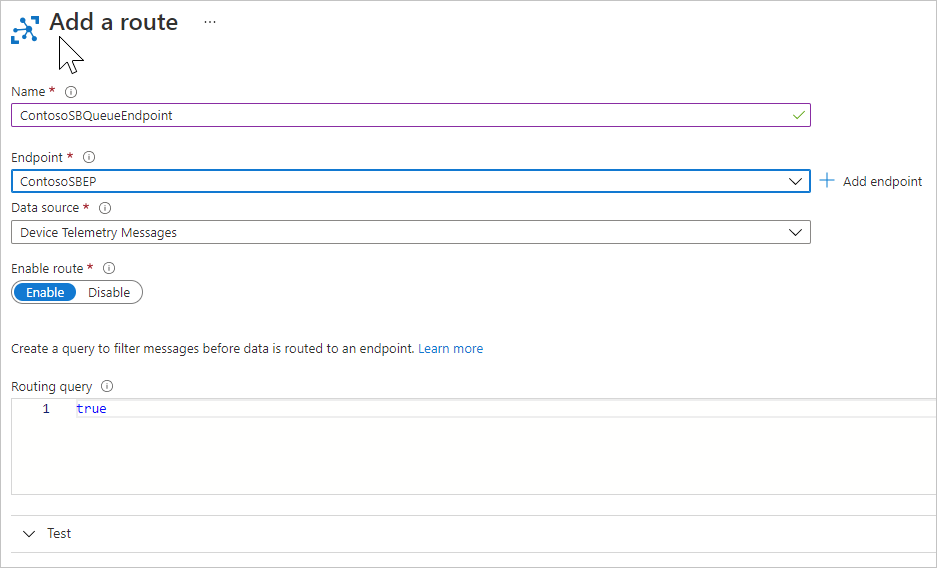 Add a route ...
Name *
ContosoSBQueueEndpoint
Endpoint *
ContosoSBEP
Add endpoint
Data source *
Device Telemetry Messages
Enable route *
Enable Disable
Create a query to filter messages before data is routed to an endpoint. Learn more
Routing query
1 true
Test